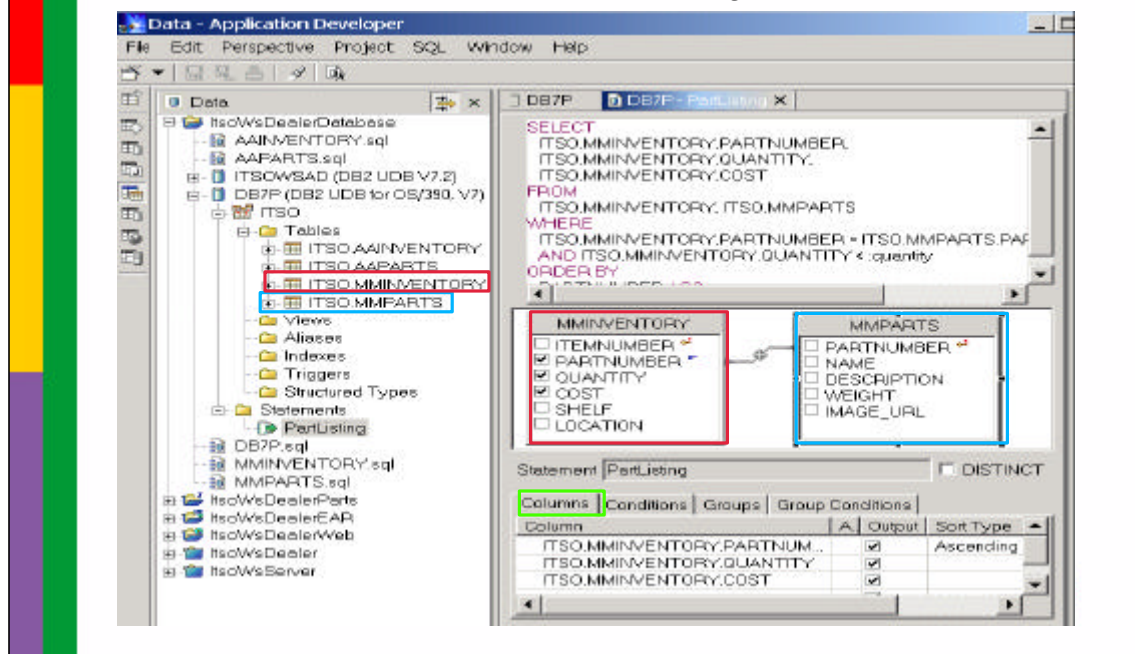 Data - Application Developer
File Edit Perspective Project SQL Window Help
Data
ItsoWsDealerDatabase
AAINVENTORY.sql
AAPARTS.sql
ITSOWSAD (DB2 UDB V7.2)
DB7P (DB2 UDB for OS/390, V7)
ITSO
Tables
ITSO.AAINVENTORY
ITSO.AAPARTS
ITSO.MMINVENTORY
ITSO.MMPARTS
Views
Aliases
Indexes
Triggers
Structured Types
Statements
PartListing
DB7P.sql
MMINVENTORY.sql
MMPARTS.sql
ItsoWsDealerParts
ItsoWsDealerEAR
ItsoWsDealerWeb
ItsoWsDealer
ItsoWsServer
DB7P DB7P - PartListing
SELECT
ITSO.MMINVENTORY.PARTNUMBER,
ITSO.MMINVENTORY.QUANTITY,
ITSO.MMINVENTORY.COST
FROM
ITSO.MMINVENTORY, ITSO.MMPARTS
WHERE
ITSO.MMINVENTORY.PARTNUMBER = ITSO.MMPARTS.PAR
AND ITSO.MMINVENTORY.QUANTITY < :quantity
ORDER BY
MMINVENTORY
ITEMNUMBER
PARTNUMBER
QUANTITY
COST
SHELF
LOCATION
MMPARTS
PARTNUMBER
NAME
DESCRIPTION
WEIGHT
IMAGE_URL
Statement PartListing DISTINCT
Columns Conditions Groups Group Conditions
Column A. Output Sort Type
ITSO.MMINVENTORY.PARTNUM... Ascending
ITSO.MMINVENTORY.QUANTITY
ITSO.MMINVENTORY.COST